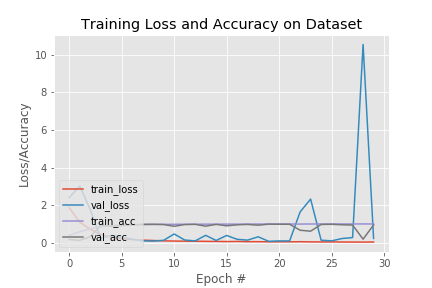 Training Loss and Accuracy on Dataset
10
8
6
4
2
0
Loss/Accuracy
train_loss
val_loss
train_acc
val_acc
0 5 10 15 20 25 30
Epoch #